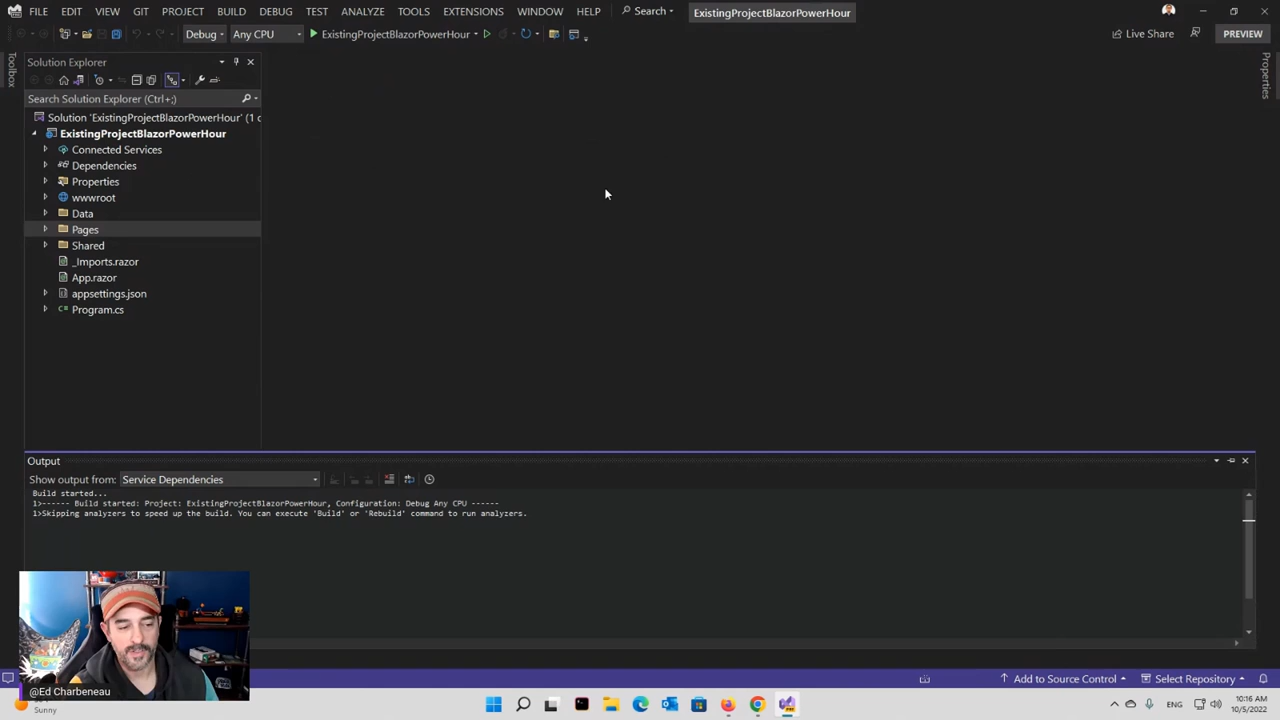 FILE EDIT VIEW GIT PROJECT BUILD DEBUG TEST ANALYZE TOOLS EXTENSIONS WINDOW HELP Search ExistingProjectBlazorPowerHour
Debug Any CPU ExistingProjectBlazorPowerHour Live Share PREVIEW
Toolbox
Properties
Solution Explorer
Search Solution Explorer (Ctrl+;)
Solution 'ExistingProjectBlazorPowerHour' (1 c
ExistingProjectBlazorPowerHour
Connected Services
Dependencies
Properties
wwwroot
Data
Pages
Shared
_Imports.razor
App.razor
appsettings.json
Program.cs
Output
Show output from: Service Dependencies
Build started...
1>------ Build started: Project: ExistingProjectBlazorPowerHour, Configuration: Debug Any CPU ------
1>Skipping analyzers to speed up the build. You can execute 'Build' or 'Rebuild' command to run analyzers.
@Ed Charbeneau
Add to Source Control Select Repository
Sunny
ENG
10:16 AM
10/5/2022